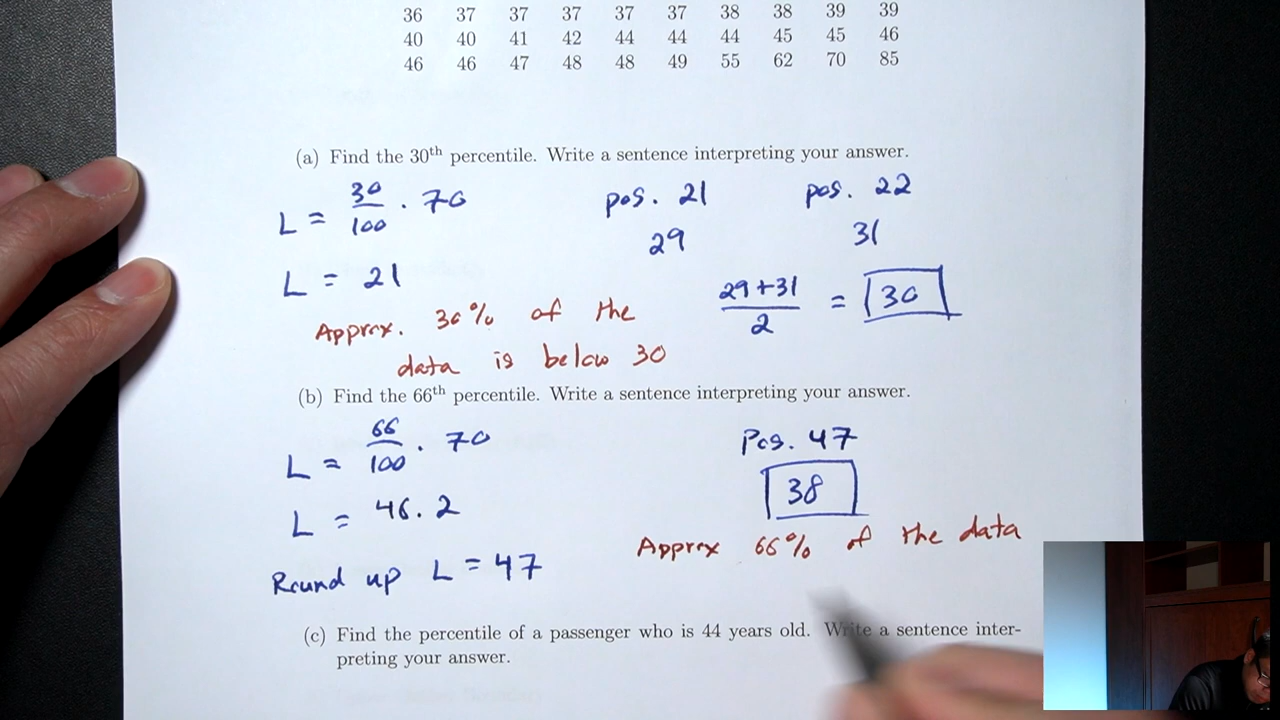 36 37 37 37 37 37 38 38 39 39
40 40 41 42 44 44 44 45 45 46
46 46 47 48 48 49 55 62 70 85
(a) Find the 30th percentile. Write a sentence interpreting your answer.
L = 30/100 · 70
pos. 21 pos. 22
29 31
L = 21
29+31/2 = 30
Approx. 30% of the
data is below 30
(b) Find the 66th percentile. Write a sentence interpreting your answer.
L = 66/100 · 70
Pos. 47
38
L = 46.2
Approx 66% of the data
Round up L = 47
(c) Find the percentile of a passenger who is 44 years old. Write a sentence inter-
preting your answer.